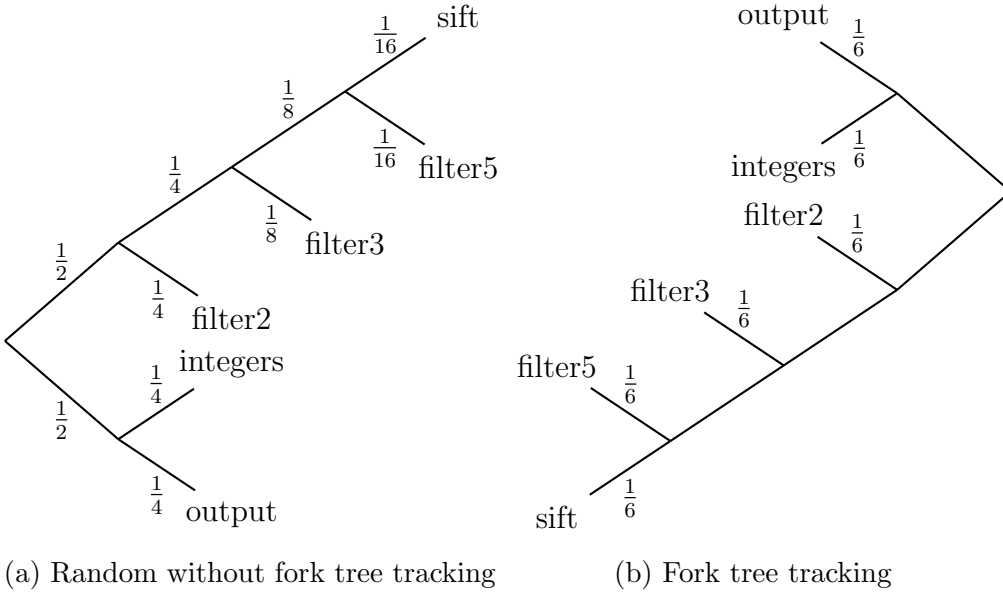 1/16 sift
1/8
1/16 filter5
1/4
1/8 filter3
1/2
1/4 filter2
integers
1/4
1/2
1/4 output
(a) Random without fork tree tracking
output 1/6
integers 1/6
filter2 1/6
filter3 1/6
filter5 1/6
sift 1/6
(b) Fork tree tracking